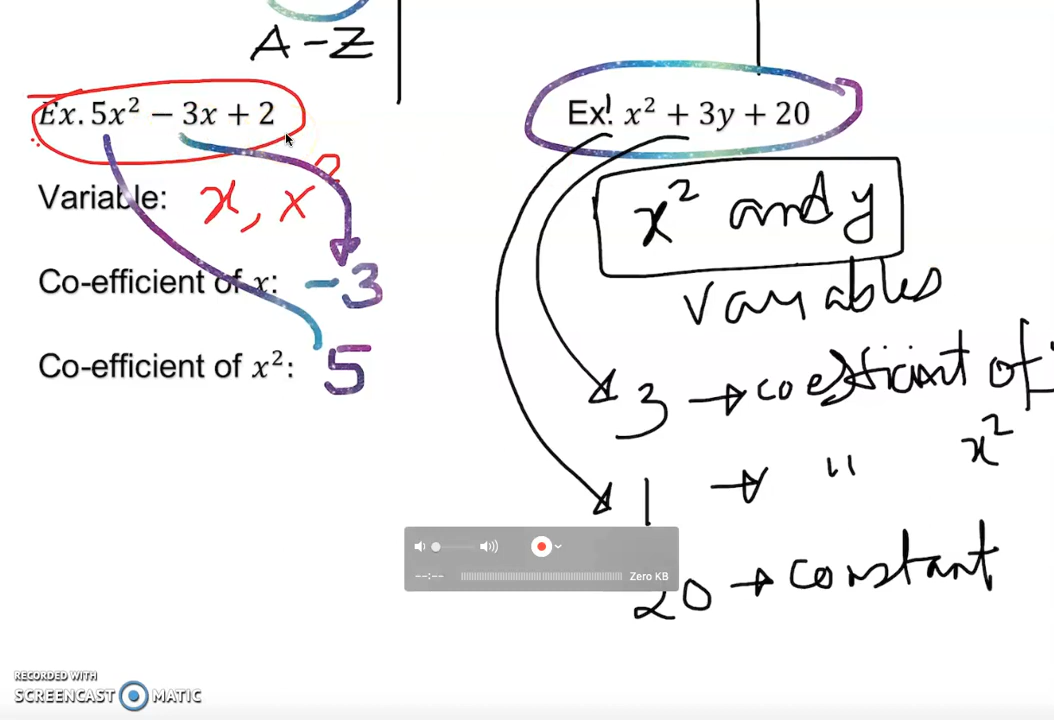 A-Z
Ex. 5x² − 3x + 2
Variable: x, x²
Co-efficient of x: -3
Co-efficient of x²: 5
Ex! x² + 3y + 20
x² and y
variables
3 → coefficient of
1 → " x²
20 → constant
--:-- Zero KB
RECORDED WITH
SCREENCAST MATIC